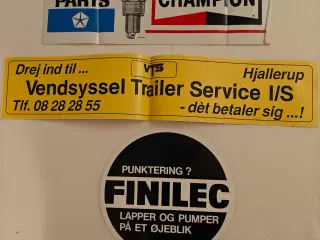 PARTS
CHAMPION
Drej ind til ... VTS Hjallerup
Vendsyssel Trailer Service I/S
Tlf. 08 28 28 55 - dèt betaler sig ...!
PUNKTERING ?
FINILEC
LAPPER OG PUMPER
PÅ ET ØJEBLIK